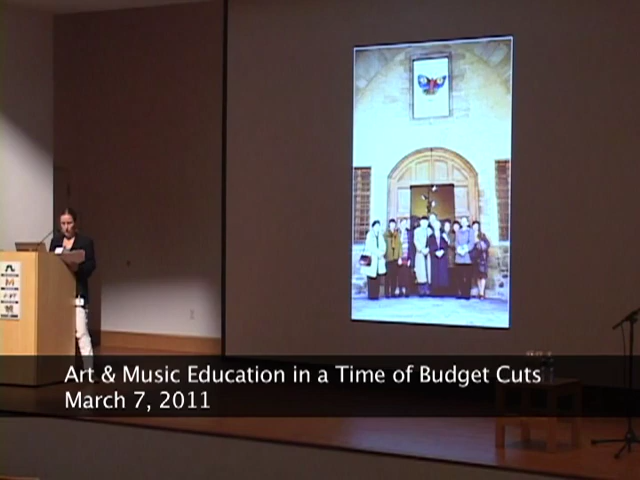 Art & Music Education in a Time of Budget Cuts
March 7, 2011